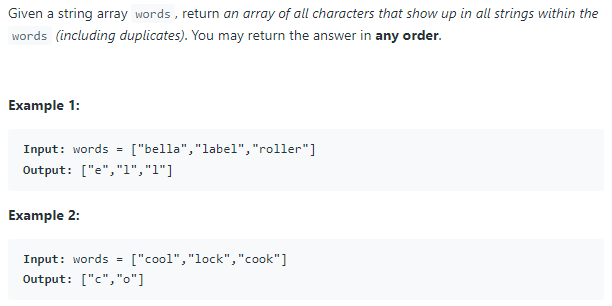 Given a string array words , return an array of all characters that show up in all strings within the
words (including duplicates). You may return the answer in any order.
Example 1:
Input: words = ["bella","label","roller"]
Output: ["e","l","l"]
Example 2:
Input: words = ["cool","lock","cook"]
Output: ["c","o"]